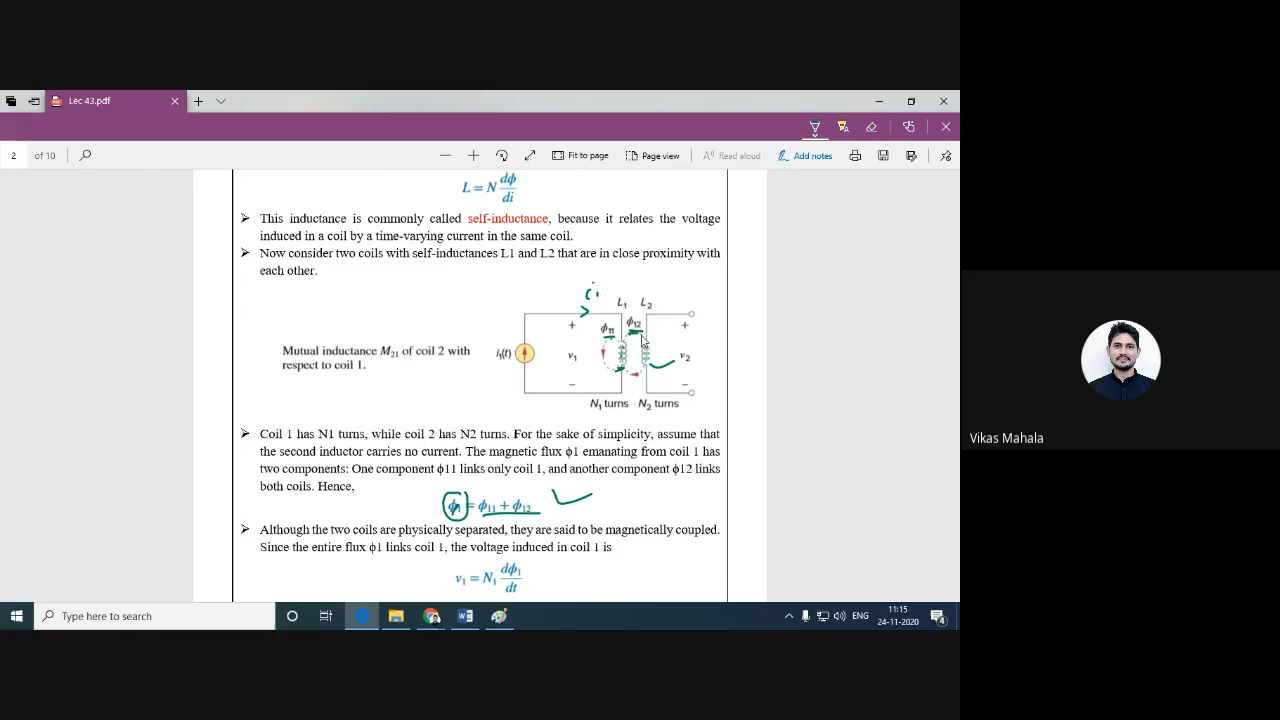 Lec 43.pdf
2 of 10
Fit to page
Page view
Read aloud
Add notes
L = N dϕ/di
➢ This inductance is commonly called self-inductance, because it relates the voltage
induced in a coil by a time-varying current in the same coil.
➢ Now consider two coils with self-inductances L1 and L2 that are in close proximity with
each other.
L₁ L₂
ϕ₁₁ ϕ₁₂
+ +
Mutual inductance M₂₁ of coil 2 with
respect to coil 1.
i₁(t) v₁ v₂
− −
N₁ turns N₂ turns
➢ Coil 1 has N1 turns, while coil 2 has N2 turns. For the sake of simplicity, assume that
the second inductor carries no current. The magnetic flux ϕ1 emanating from coil 1 has
two components: One component ϕ11 links only coil 1, and another component ϕ12 links
both coils. Hence,
ϕ₁ = ϕ₁₁ + ϕ₁₂
➢ Although the two coils are physically separated, they are said to be magnetically coupled.
Since the entire flux ϕ1 links coil 1, the voltage induced in coil 1 is
v₁ = N₁ dϕ₁/dt
Type here to search
ENG
11:15
24-11-2020
4
Vikas Mahala